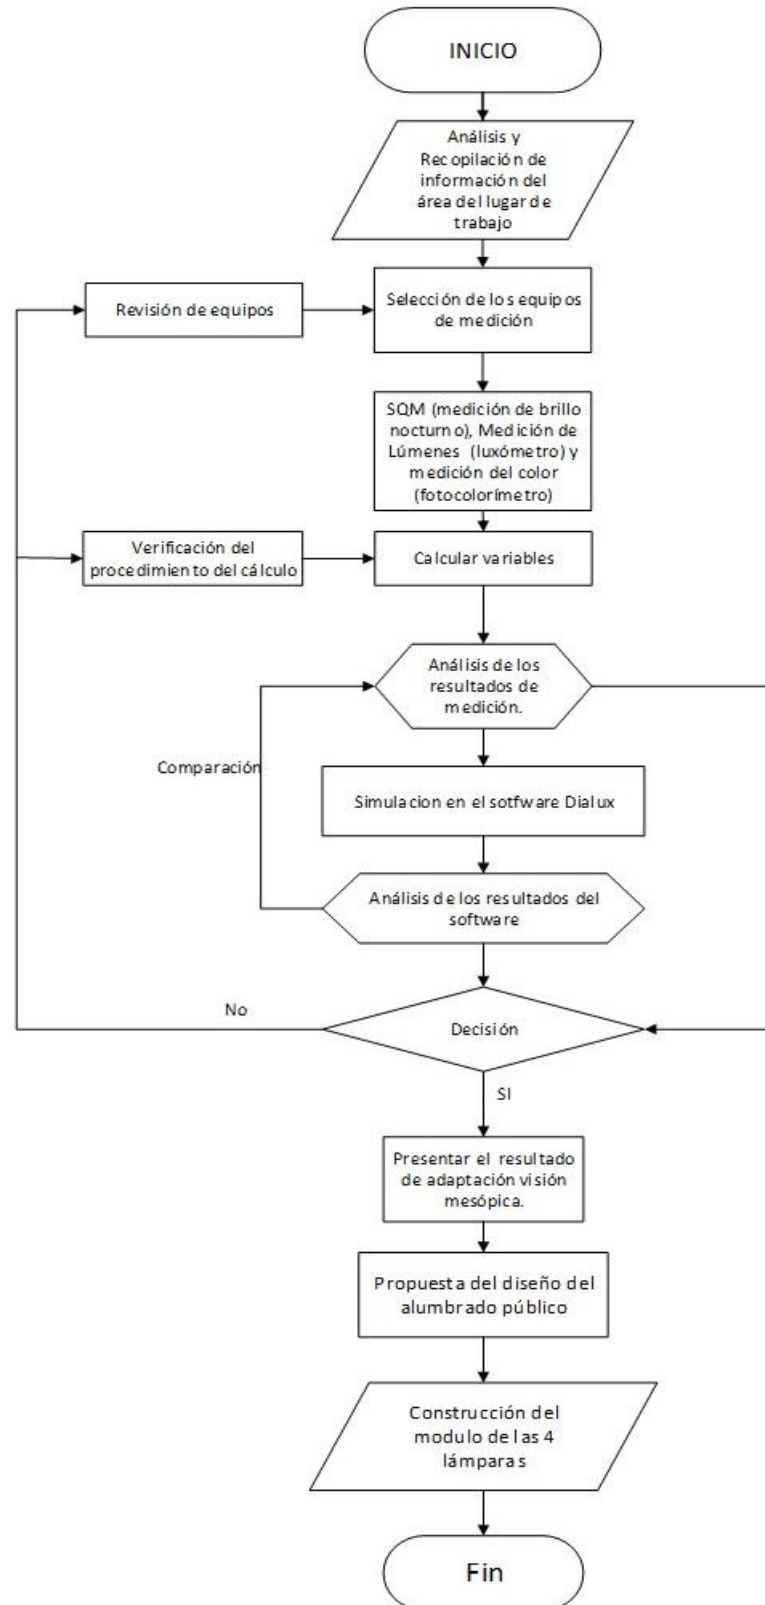 INICIO
Análisis y
Recopilación de
información del
área del lugar de
trabajo
Revisión de equipos
Selección de los equipos
de medición
SQM (medición de brillo
nocturno), Medición de
Lúmenes (luxómetro) y
medición del color
(fotocolorímetro)
Verificación del
procedimiento del cálculo
Calcular variables
Análisis de los
resultados de
medición.
Comparación
Simulacion en el sotfware Dialux
Análisis de los resultados del
software
No
Decisión
SI
Presentar el resultado
de adaptación visión
mesópica.
Propuesta del diseño del
alumbrado público
Construcción del
modulo de las 4
lámparas
Fin